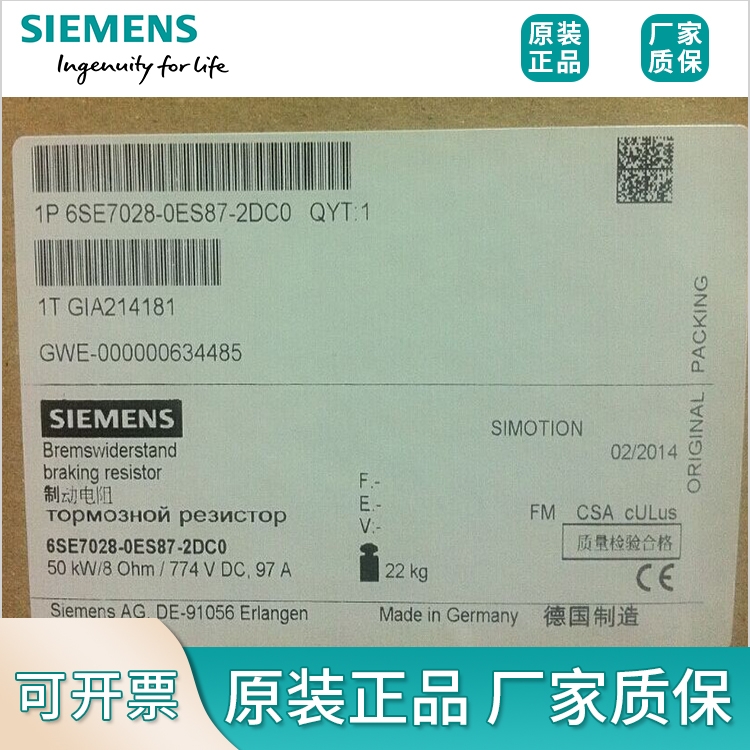 SIEMENS
Ingenuity for life
原装
正品
厂家
质保
1P 6SE7028-0ES87-2DC0 QYT:1
1T GIA214181
GWE-000000634485
ORIGINAL PACKING
SIEMENS
Bremswiderstand
braking resistor
制动电阻
тормозной резистор
6SE7028-0ES87-2DC0
50 kW/8 Ohm / 774 V DC, 97 A
F.-
E.-
V.-
22 kg
SIMOTION
02/2014
FM CSA cULus
质量检验合格
CE
Siemens AG, DE-91056 Erlangen Made in Germany 德国制造
可开票
原装正品 厂家质保